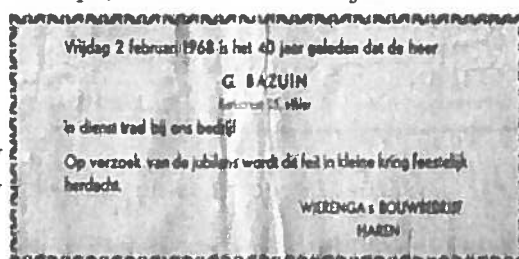 Vrijdag 2 februari 1968 is het 40 jaar geleden dat de heer
G. BAZUIN
in dienst trad bij ons bedrijf
Op verzoek van de jubilaris wordt dit feit in kleine kring feestelijk
herdacht.
WIERENGA's BOUWBEDRIJF
HAREN